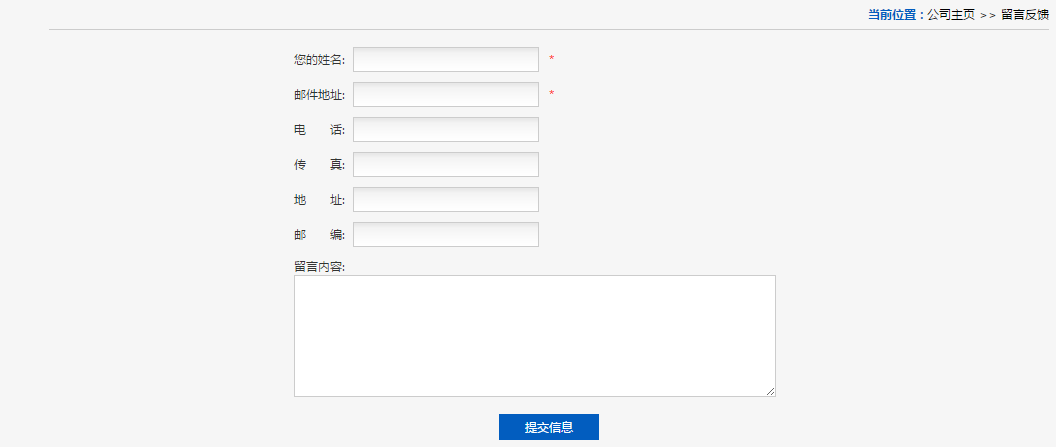 当前位置 : 公司主页 >> 留言反馈
您的姓名: *
邮件地址: *
电 话:
传 真:
地 址:
邮 编:
留言内容:
提交信息